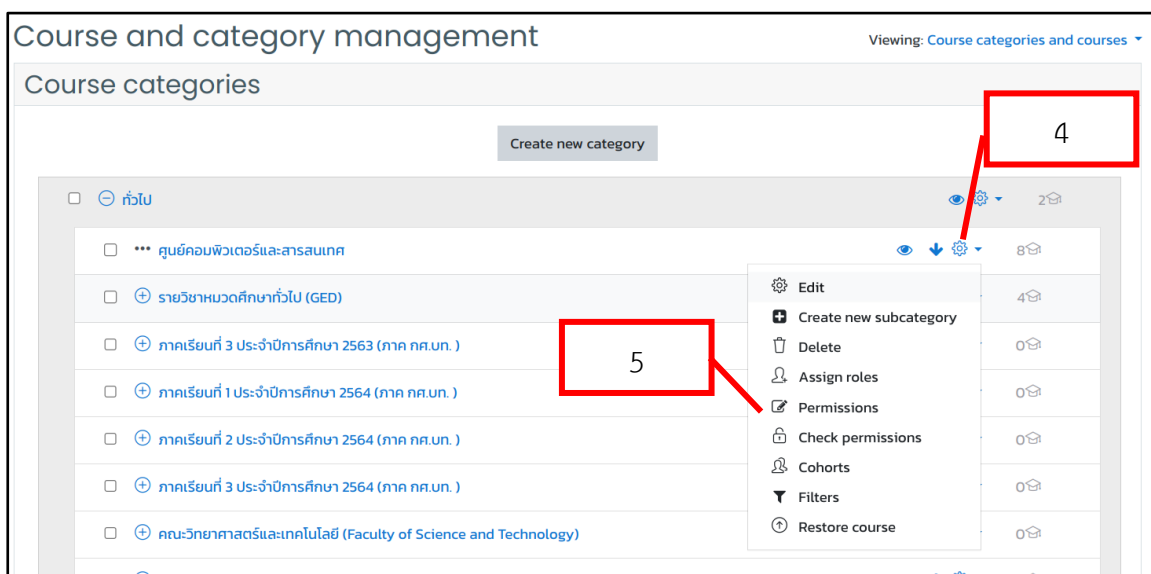 Course and category management
Viewing: Course categories and courses
Course categories
4
Create new category
ทั่วไป 2
ศูนย์คอมพิวเตอร์และสารสนเทศ 8
Edit
รายวิชาหมวดศึกษาทั่วไป (GED) 4
Create new subcategory
ภาคเรียนที่ 3 ประจำปีการศึกษา 2563 (ภาค กศ.บท. ) 0
Delete
5
Assign roles
ภาคเรียนที่ 1 ประจำปีการศึกษา 2564 (ภาค กศ.บท. ) 0
Permissions
ภาคเรียนที่ 2 ประจำปีการศึกษา 2564 (ภาค กศ.บท. ) 0
Check permissions
Cohorts
ภาคเรียนที่ 3 ประจำปีการศึกษา 2564 (ภาค กศ.บท. ) 0
Filters
Restore course
คณะวิทยาศาสตร์และเทคโนโลยี (Faculty of Science and Technology) 0